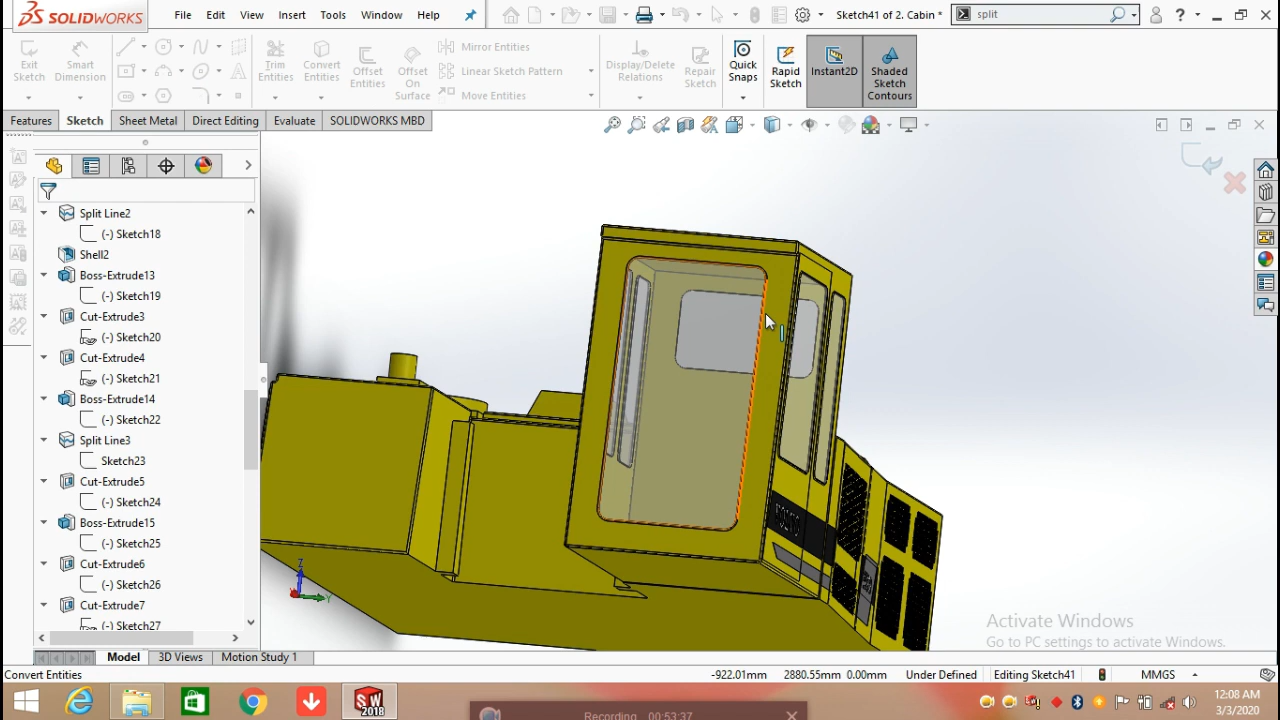 SOLIDWORKS
File Edit View Insert Tools Window Help
Sketch41 of 2. Cabin *
split
Exit Sketch
Smart Dimension
Trim Entities
Convert Entities
Offset Entities
Offset On Surface
Mirror Entities
Linear Sketch Pattern
Move Entities
Display/Delete Relations
Repair Sketch
Quick Snaps
Rapid Sketch
Instant2D
Shaded Sketch Contours
Features Sketch Sheet Metal Direct Editing Evaluate SOLIDWORKS MBD
Split Line2
(-) Sketch18
Shell2
Boss-Extrude13
(-) Sketch19
Cut-Extrude3
(-) Sketch20
Cut-Extrude4
(-) Sketch21
Boss-Extrude14
(-) Sketch22
Split Line3
Sketch23
Cut-Extrude5
(-) Sketch24
Boss-Extrude15
(-) Sketch25
Cut-Extrude6
(-) Sketch26
Cut-Extrude7
(-) Sketch27
Z
Y
Activate Windows
Go to PC settings to activate Windows.
Model 3D Views Motion Study 1
Convert Entities
-922.01mm 2880.55mm 0.00mm Under Defined Editing Sketch41 MMGS
SW
2018
Recording 00:53:37
12:08 AM
3/3/2020